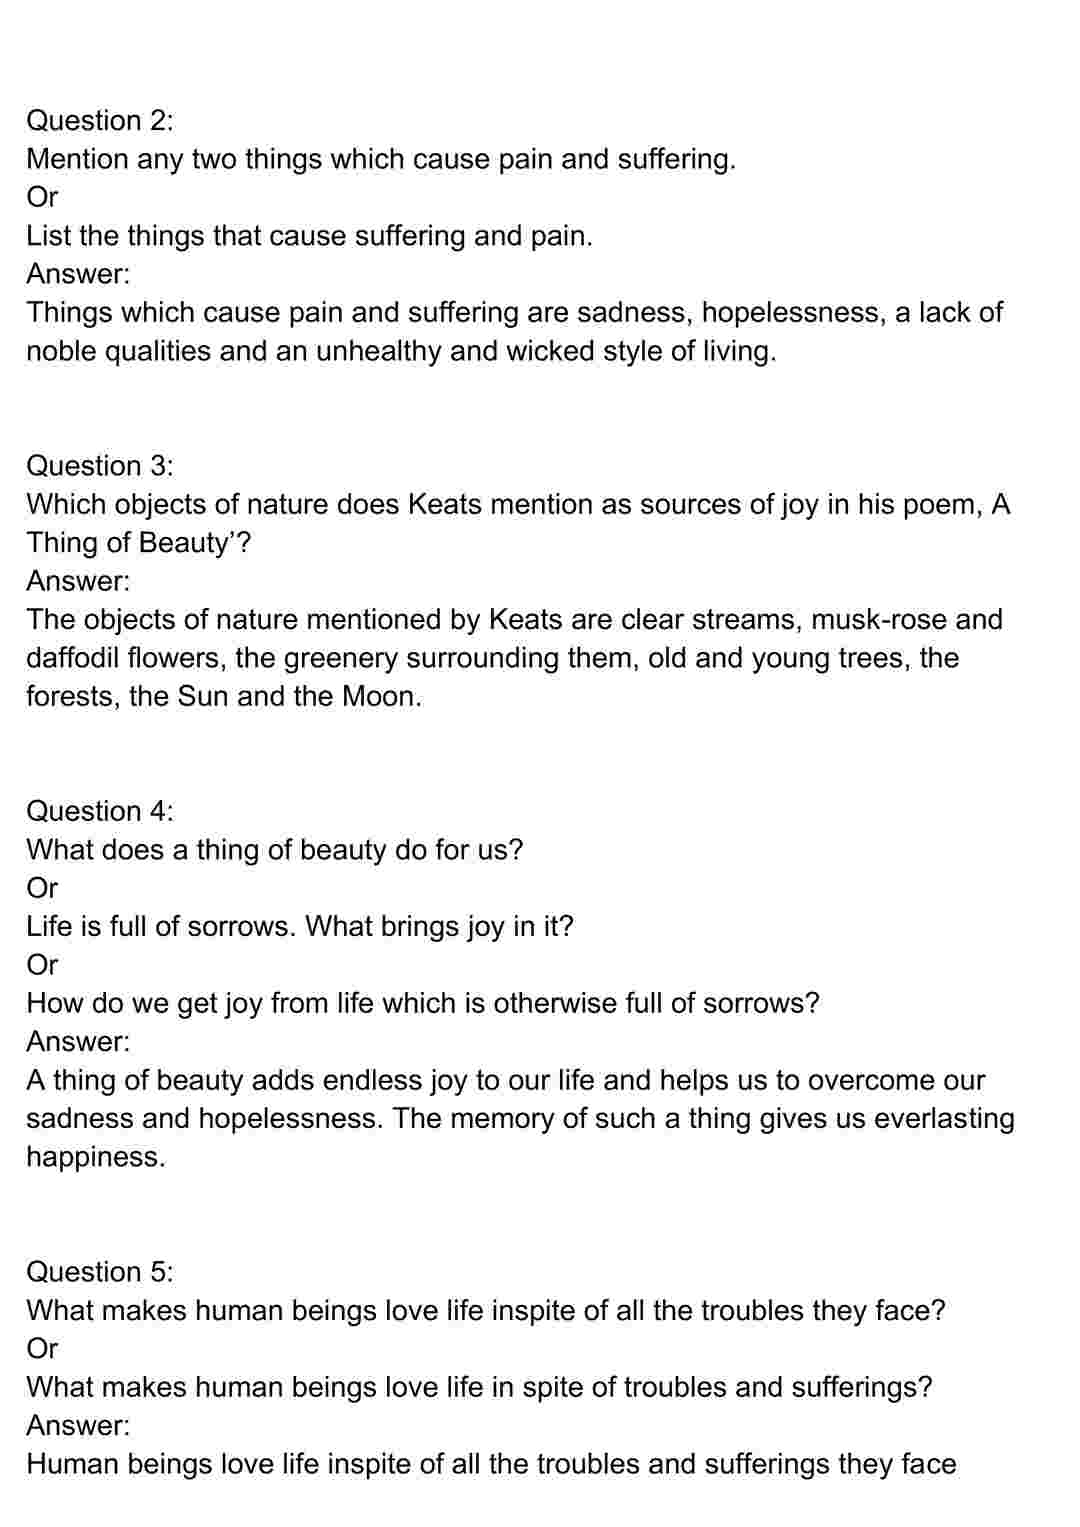 Question 2:
Mention any two things which cause pain and suffering.
Or
List the things that cause suffering and pain.
Answer:
Things which cause pain and suffering are sadness, hopelessness, a lack of
noble qualities and an unhealthy and wicked style of living.
Question 3:
Which objects of nature does Keats mention as sources of joy in his poem, A
Thing of Beauty’?
Answer:
The objects of nature mentioned by Keats are clear streams, musk-rose and
daffodil flowers, the greenery surrounding them, old and young trees, the
forests, the Sun and the Moon.
Question 4:
What does a thing of beauty do for us?
Or
Life is full of sorrows. What brings joy in it?
Or
How do we get joy from life which is otherwise full of sorrows?
Answer:
A thing of beauty adds endless joy to our life and helps us to overcome our
sadness and hopelessness. The memory of such a thing gives us everlasting
happiness.
Question 5:
What makes human beings love life inspite of all the troubles they face?
Or
What makes human beings love life in spite of troubles and sufferings?
Answer:
Human beings love life inspite of all the troubles and sufferings they face